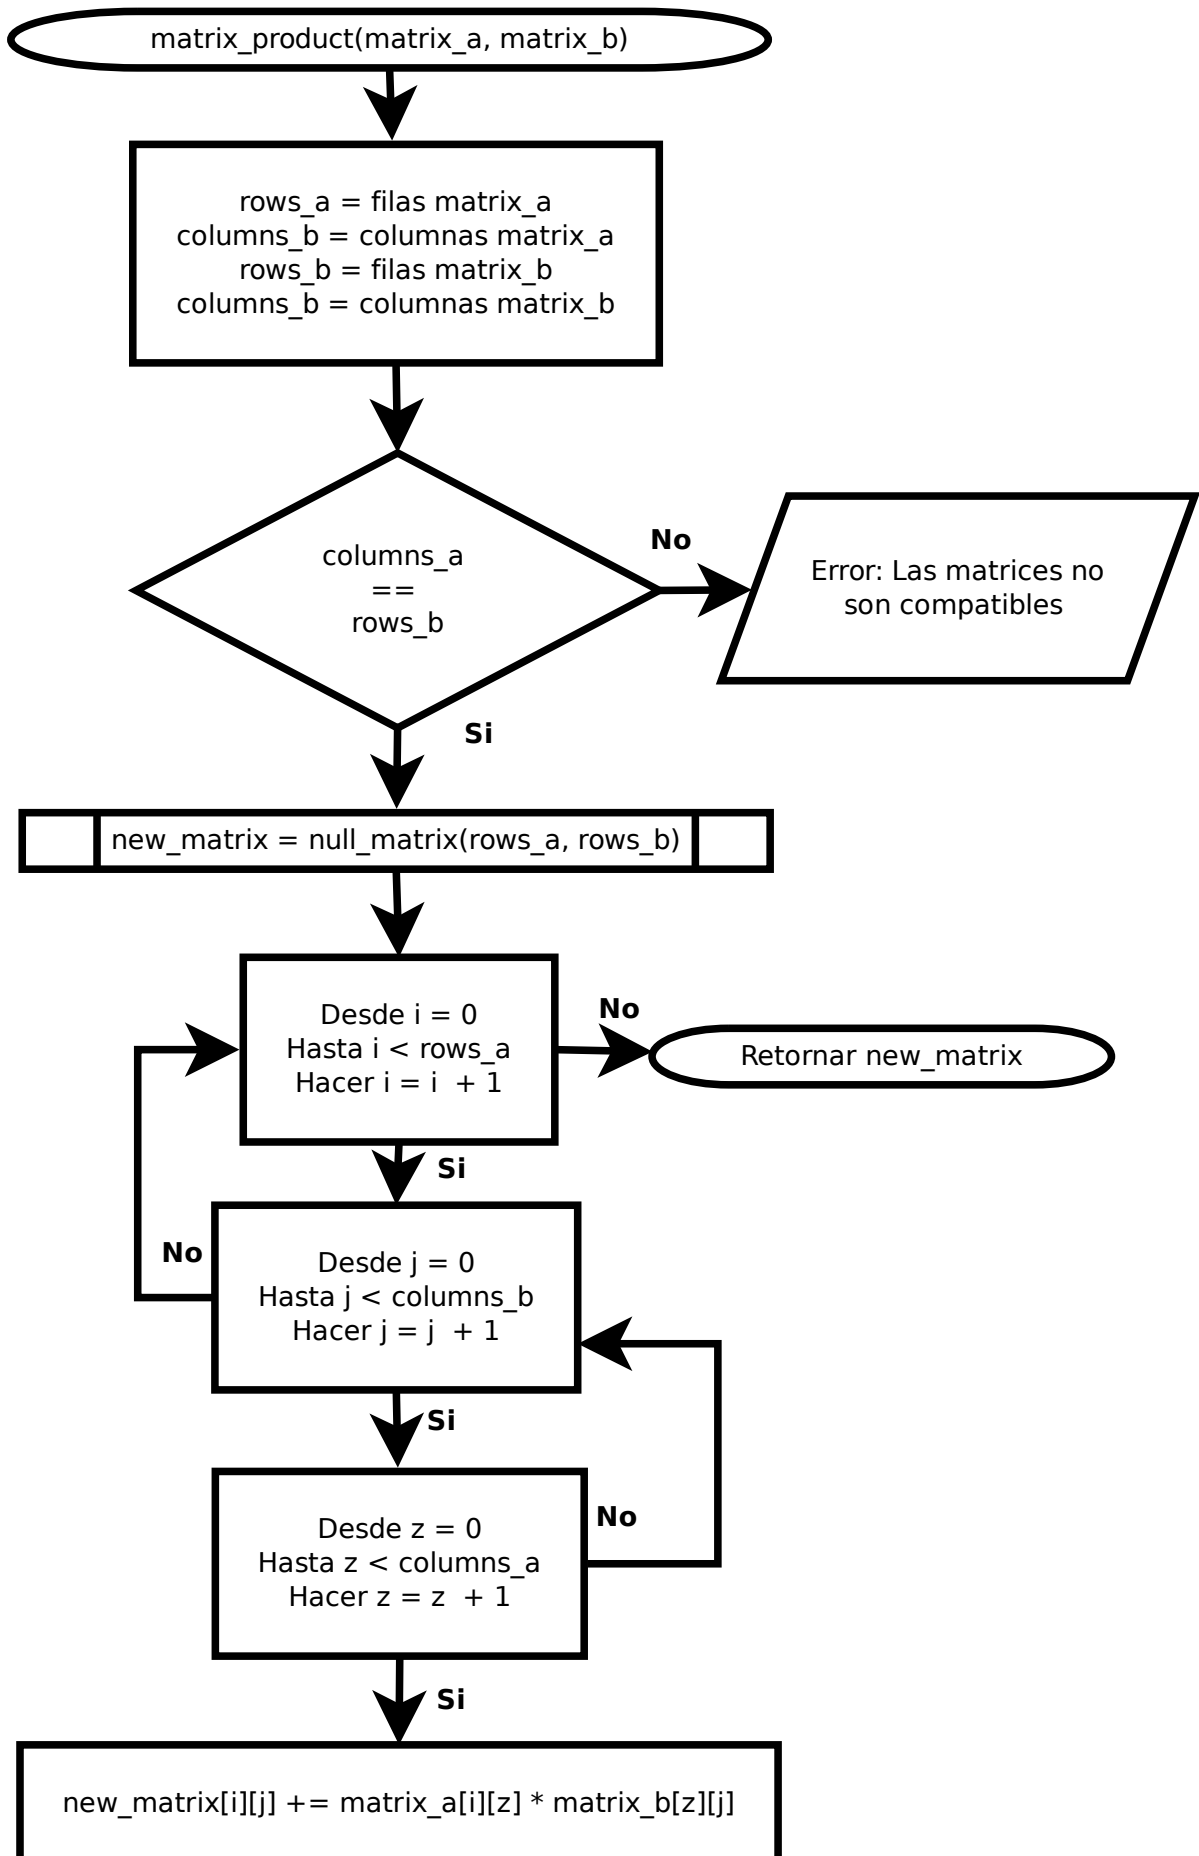 matrix_product(matrix_a, matrix_b)
rows_a = filas matrix_a
columns_b = columnas matrix_a
rows_b = filas matrix_b
columns_b = columnas matrix_b
columns_a
==
rows_b
No
Error: Las matrices no
son compatibles
Si
new_matrix = null_matrix(rows_a, rows_b)
Desde i = 0
Hasta i < rows_a
Hacer i = i  + 1
No
Retornar new_matrix
Si
No
Desde j = 0
Hasta j < columns_b
Hacer j = j  + 1
Si
Desde z = 0
Hasta z < columns_a
Hacer z = z  + 1
No
Si
new_matrix[i][j] += matrix_a[i][z] * matrix_b[z][j]